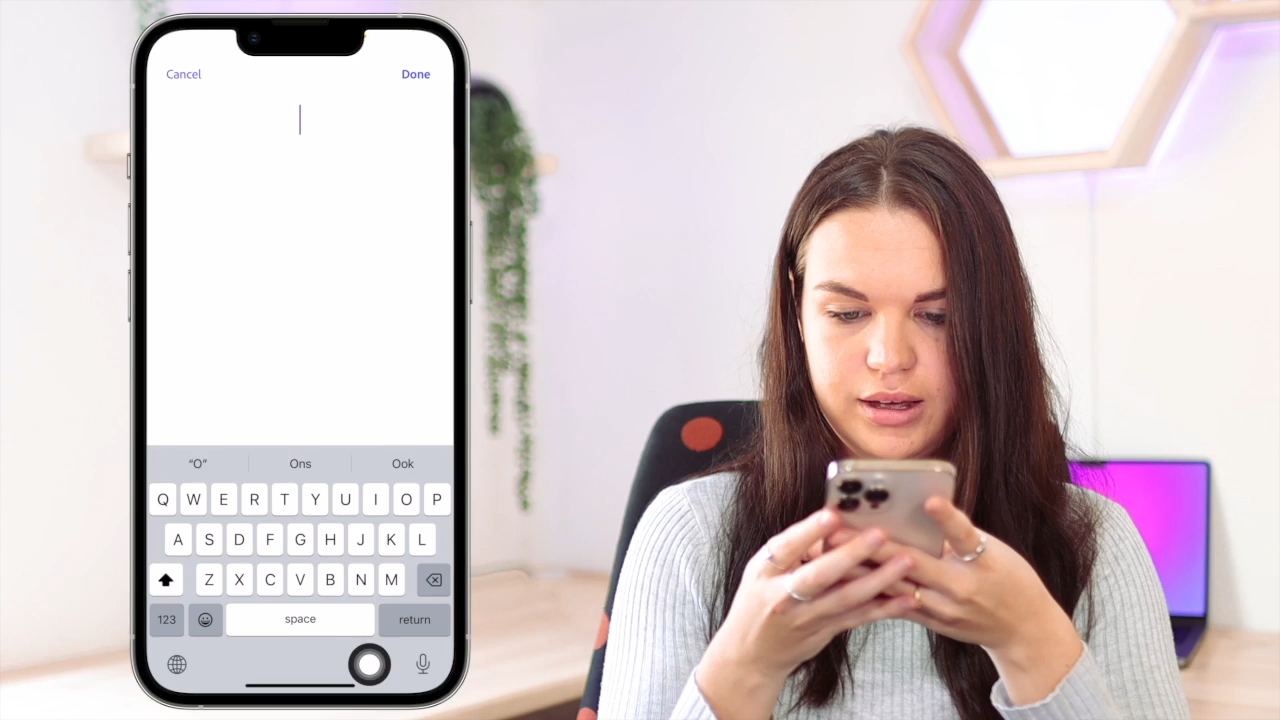 Cancel Done
“O” Ons Ook
Q W E R T Y U I O P
A S D F G H J K L
Z X C V B N M
123 space return